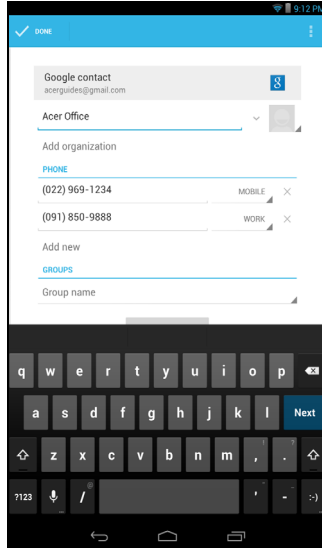 9:12 PM
DONE
Google contact
acerguides@gmail.com
8
Acer Office
Add organization
PHONE
(022) 969-1234 MOBILE
(091) 850-9888 WORK
Add new
GROUPS
Group name
q w e r t y u i o p
a s d f g h j k l Next
! ?
z x c v b n m , .
@
?123 / ' - :-)